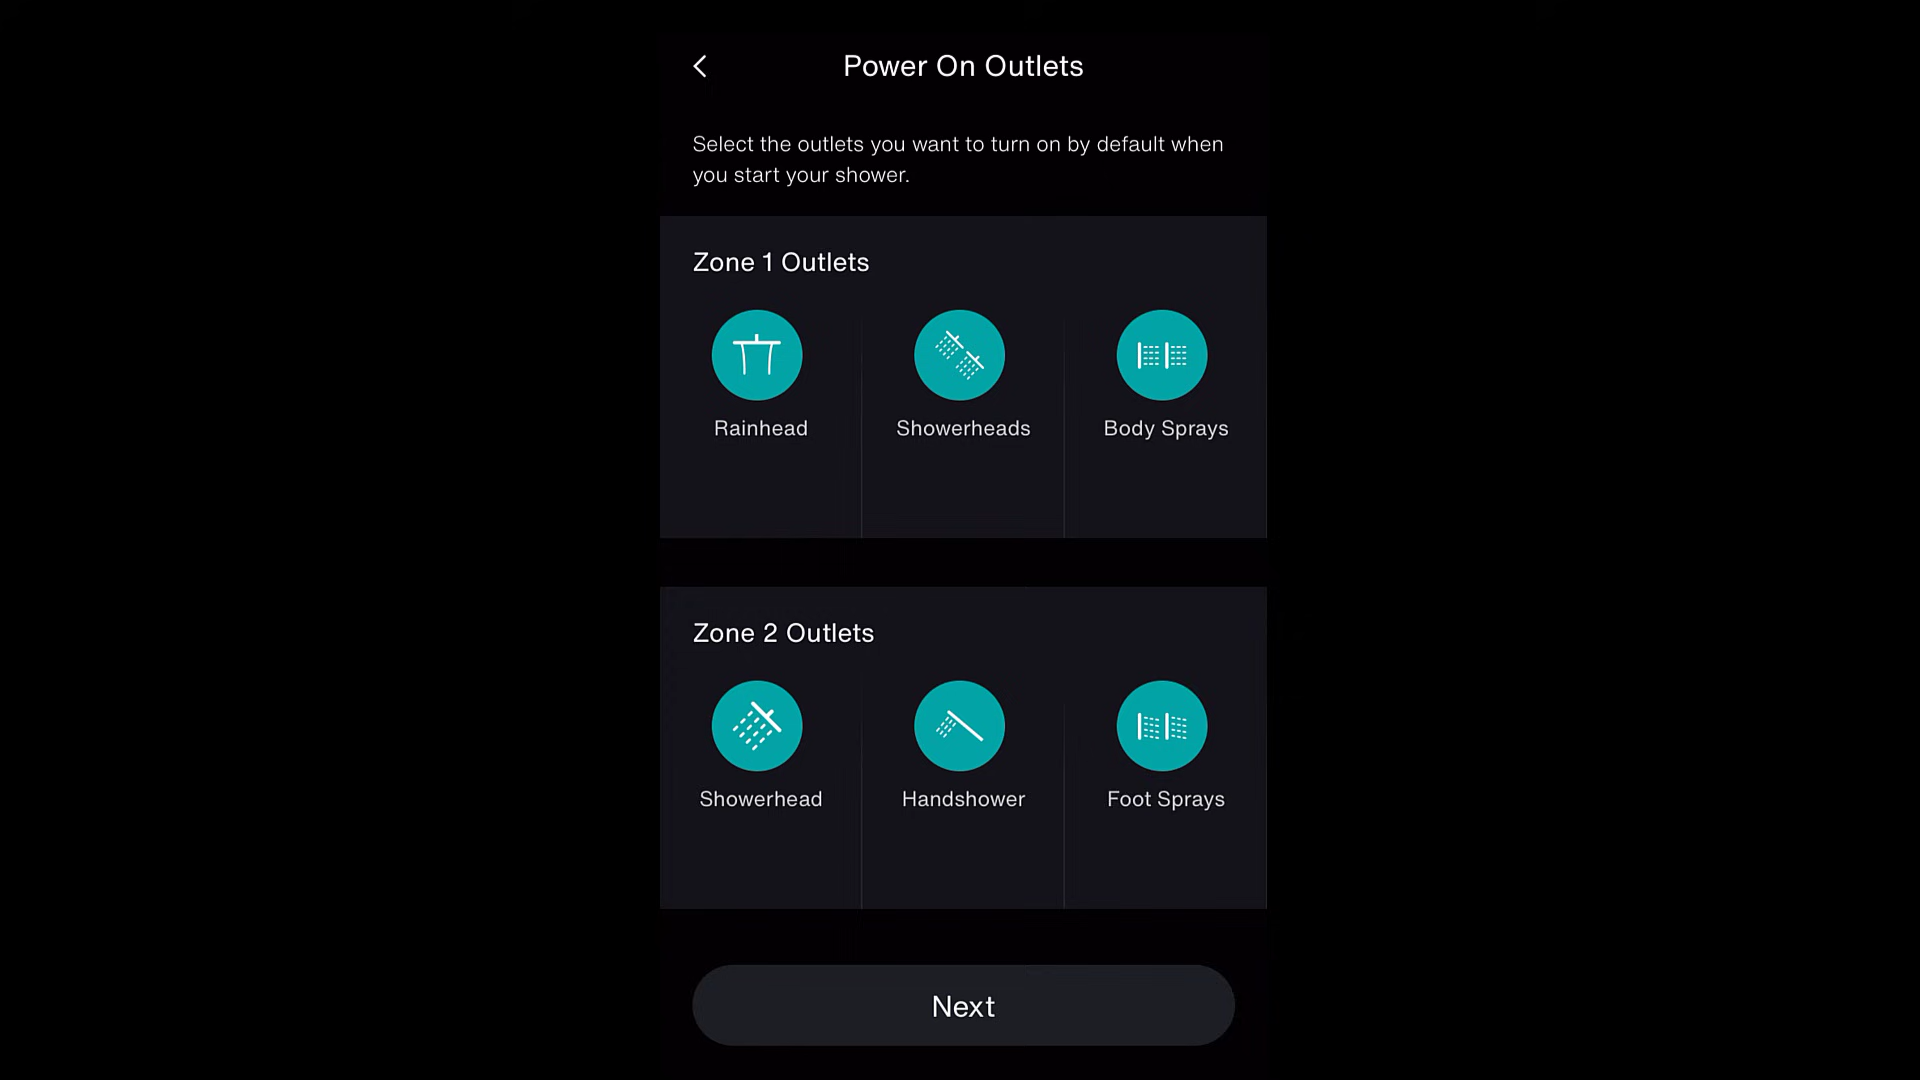 Power On Outlets
Select the outlets you want to turn on by default when
you start your shower.
Zone 1 Outlets
Rainhead
Showerheads
Body Sprays
Zone 2 Outlets
Showerhead
Handshower
Foot Sprays
Next